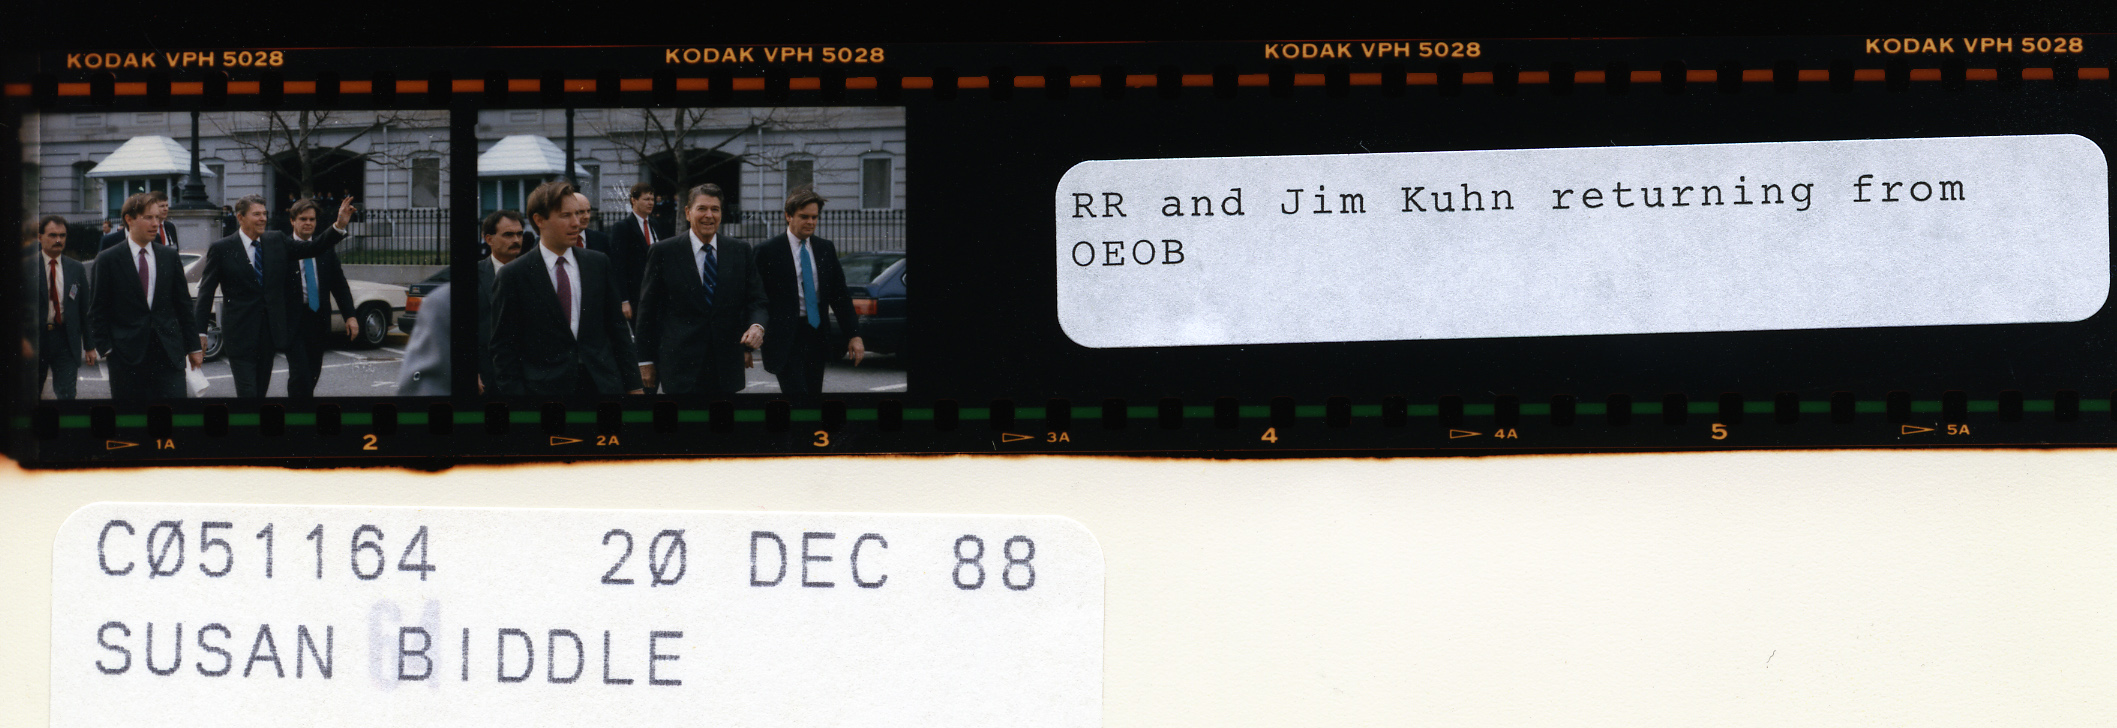 KODAK VPH 5028 KODAK VPH 5028 KODAK VPH 5028 KODAK VPH 5028
RR and Jim Kuhn returning from
OEOB
1A 2 2A 3 3A 4 4A 5 5A
CØ51164 2Ø DEC 88
SUSAN BIDDLE